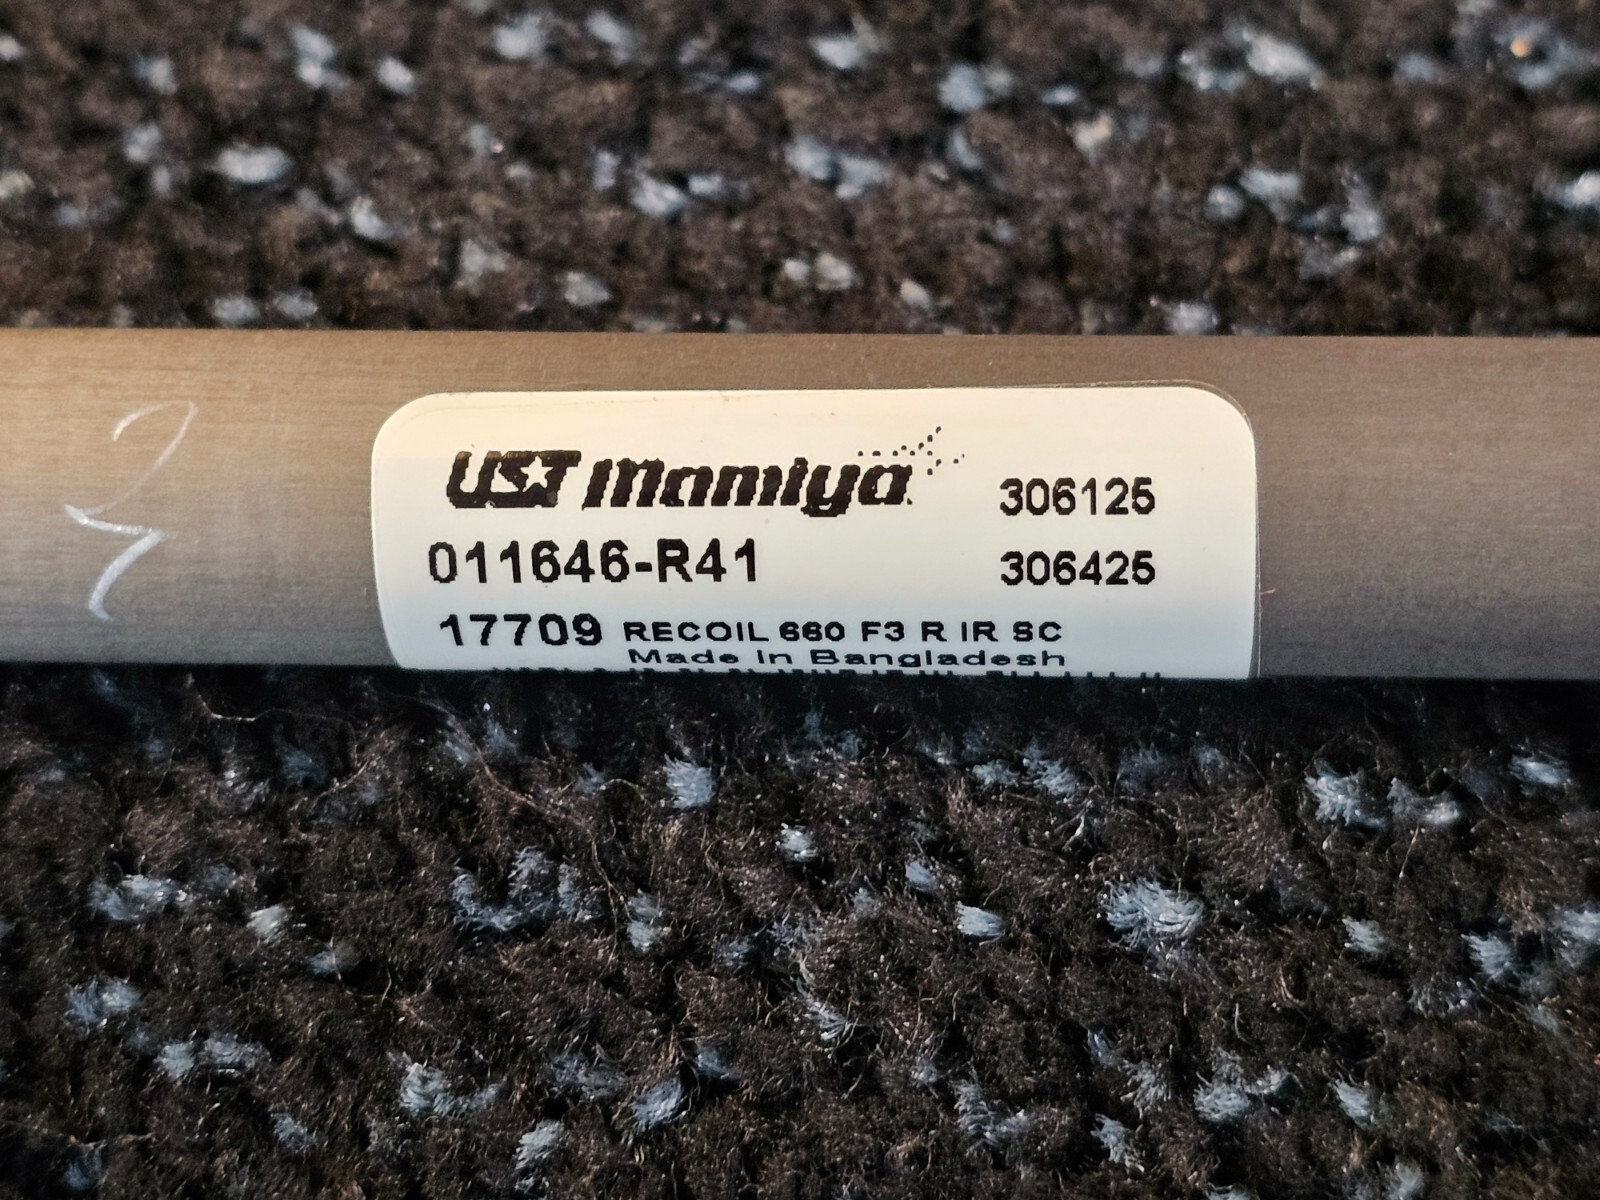 UST Mamiya
306125
011646-R41
306425
17709 RECOIL 660 F3 R IR SC
Made in Bangladesh